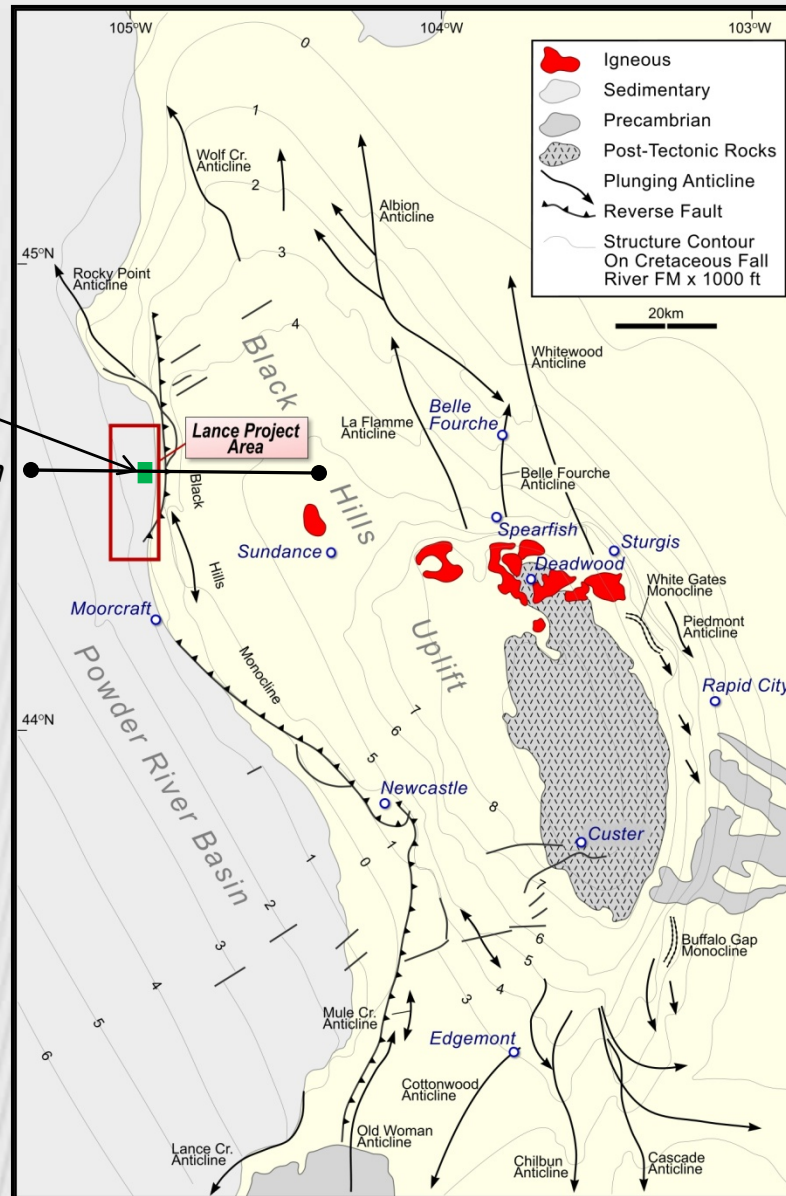 105°W
104°W
103°W
0
Igneous
Sedimentary
Precambrian
Post-Tectonic Rocks
Plunging Anticline
Reverse Fault
Structure Contour
On Cretaceous Fall
River FM x 1000 ft
20km
1
Wolf Cr.
Anticline
2
Albion
Anticline
3
45°N
Rocky Point
Anticline
4
Whitewood
Anticline
Black
Hills
Uplift
La Flamme
Anticline
Belle
Fourche
Lance Project
Area
Belle Fourche
Anticline
Black
Hills
Monocline
Spearfish
Sturgis
Sundance
Deadwood
White Gates
Monocline
Piedmont
Anticline
Moorcraft
Rapid City
Powder River Basin
44°N
7
6
5
Newcastle
8
1
0
1
Custer
2
7
3
6
5
4
4
3
5
6
Buffalo Gap
Monocline
Mule Cr.
Anticline
Edgemont
Cottonwood
Anticline
Lance Cr.
Anticline
Old Woman
Anticline
Chilbun
Anticline
Cascade
Anticline